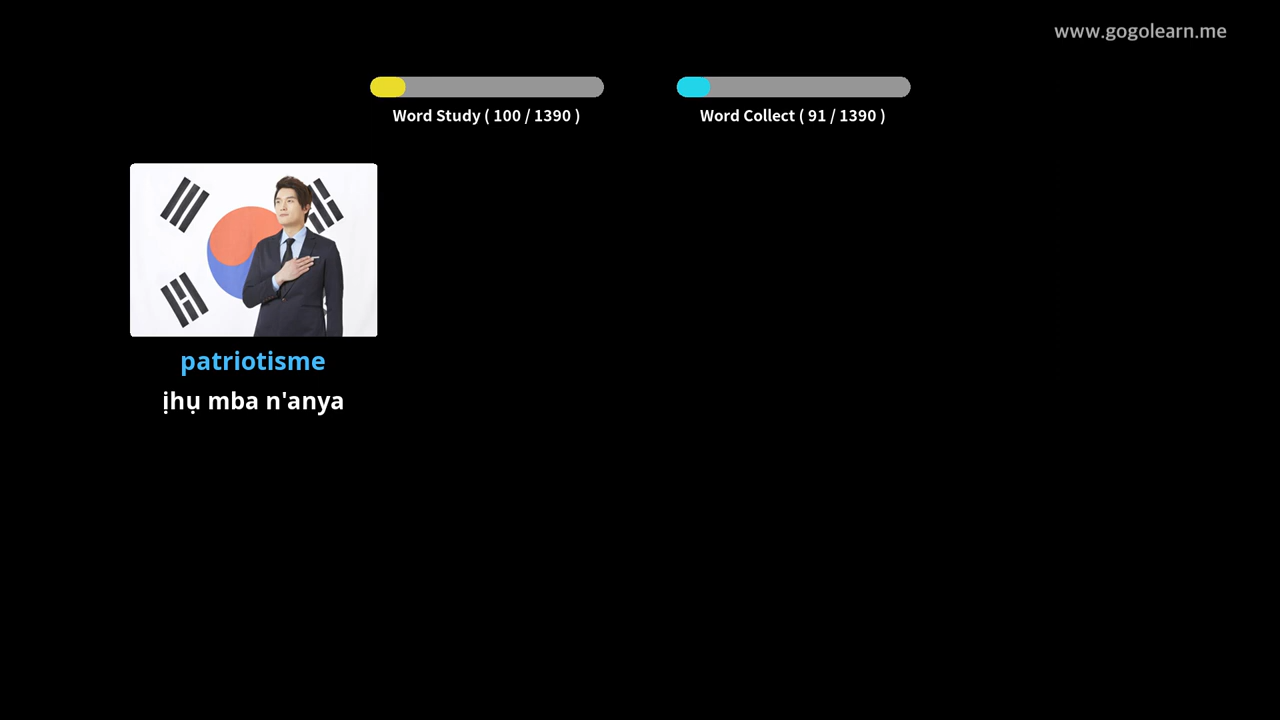 www.gogolearn.me
Word Study ( 100 / 1390 )
Word Collect ( 91 / 1390 )
patriotisme
ịhụ mba n'anya